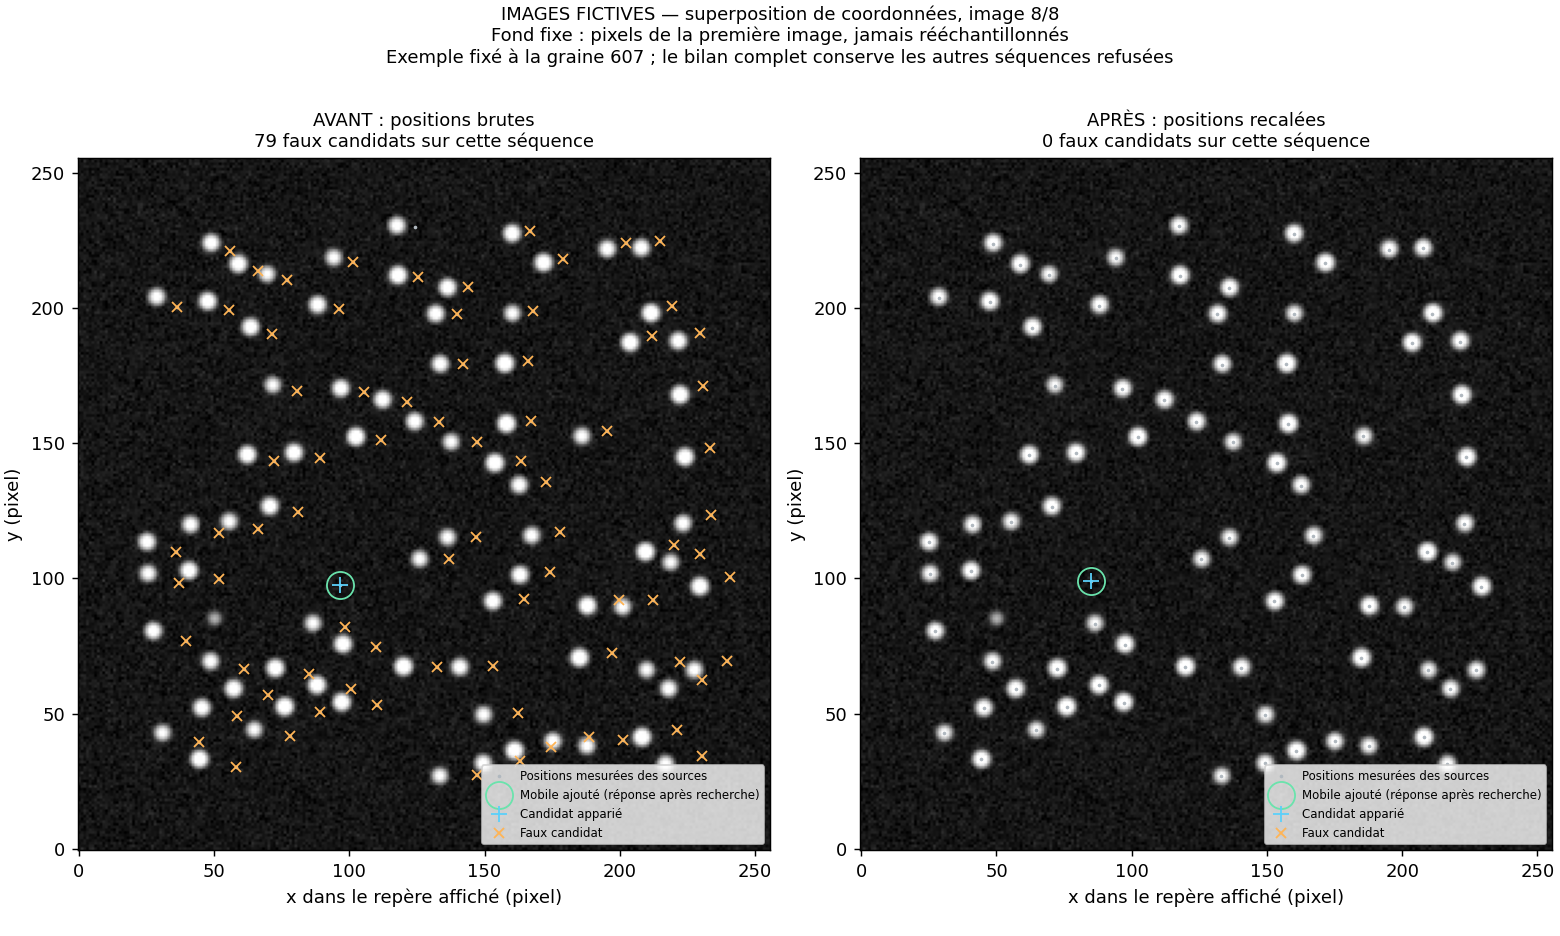 IMAGES FICTIVES — superposition de coordonnées, image 8/8
Fond fixe : pixels de la première image, jamais rééchantillonnés
Exemple fixé à la graine 607 ; le bilan complet conserve les autres séquences refusées
AVANT : positions brutes
79 faux candidats sur cette séquence
250
200
150
100
50
0
y (pixel)
0 50 100 150 200 250
x dans le repère affiché (pixel)
Positions mesurées des sources
Mobile ajouté (réponse après recherche)
Candidat apparié
Faux candidat
APRÈS : positions recalées
0 faux candidats sur cette séquence
250
200
150
100
50
0
y (pixel)
0 50 100 150 200 250
x dans le repère affiché (pixel)
Positions mesurées des sources
Mobile ajouté (réponse après recherche)
Candidat apparié
Faux candidat